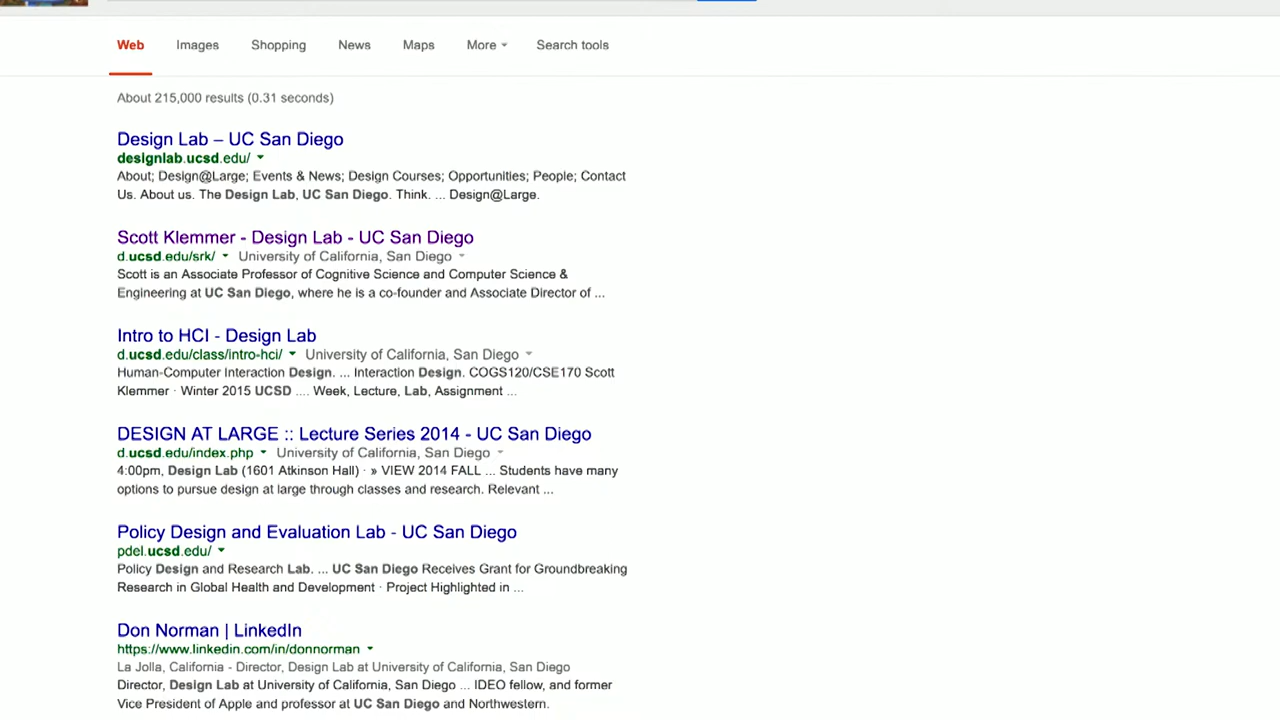 Web Images Shopping News Maps More Search tools
About 215,000 results (0.31 seconds)
Design Lab – UC San Diego
designlab.ucsd.edu/
About; Design@Large; Events & News; Design Courses; Opportunities; People; Contact
Us. About us. The Design Lab, UC San Diego. Think. ... Design@Large.
Scott Klemmer - Design Lab - UC San Diego
d.ucsd.edu/srk/ University of California, San Diego
Scott is an Associate Professor of Cognitive Science and Computer Science &
Engineering at UC San Diego, where he is a co-founder and Associate Director of ...
Intro to HCI - Design Lab
d.ucsd.edu/class/intro-hci/ University of California, San Diego
Human-Computer Interaction Design. ... Interaction Design. COGS120/CSE170 Scott
Klemmer · Winter 2015 UCSD .... Week, Lecture, Lab, Assignment ...
DESIGN AT LARGE :: Lecture Series 2014 - UC San Diego
d.ucsd.edu/index.php University of California, San Diego
4:00pm, Design Lab (1601 Atkinson Hall) · » VIEW 2014 FALL ... Students have many
options to pursue design at large through classes and research. Relevant ...
Policy Design and Evaluation Lab - UC San Diego
pdel.ucsd.edu/
Policy Design and Research Lab. ... UC San Diego Receives Grant for Groundbreaking
Research in Global Health and Development · Project Highlighted in ...
Don Norman | LinkedIn
https://www.linkedin.com/in/donnorman
La Jolla, California - Director, Design Lab at University of California, San Diego
Director, Design Lab at University of California, San Diego ... IDEO fellow, and former
Vice President of Apple and professor at UC San Diego and Northwestern.